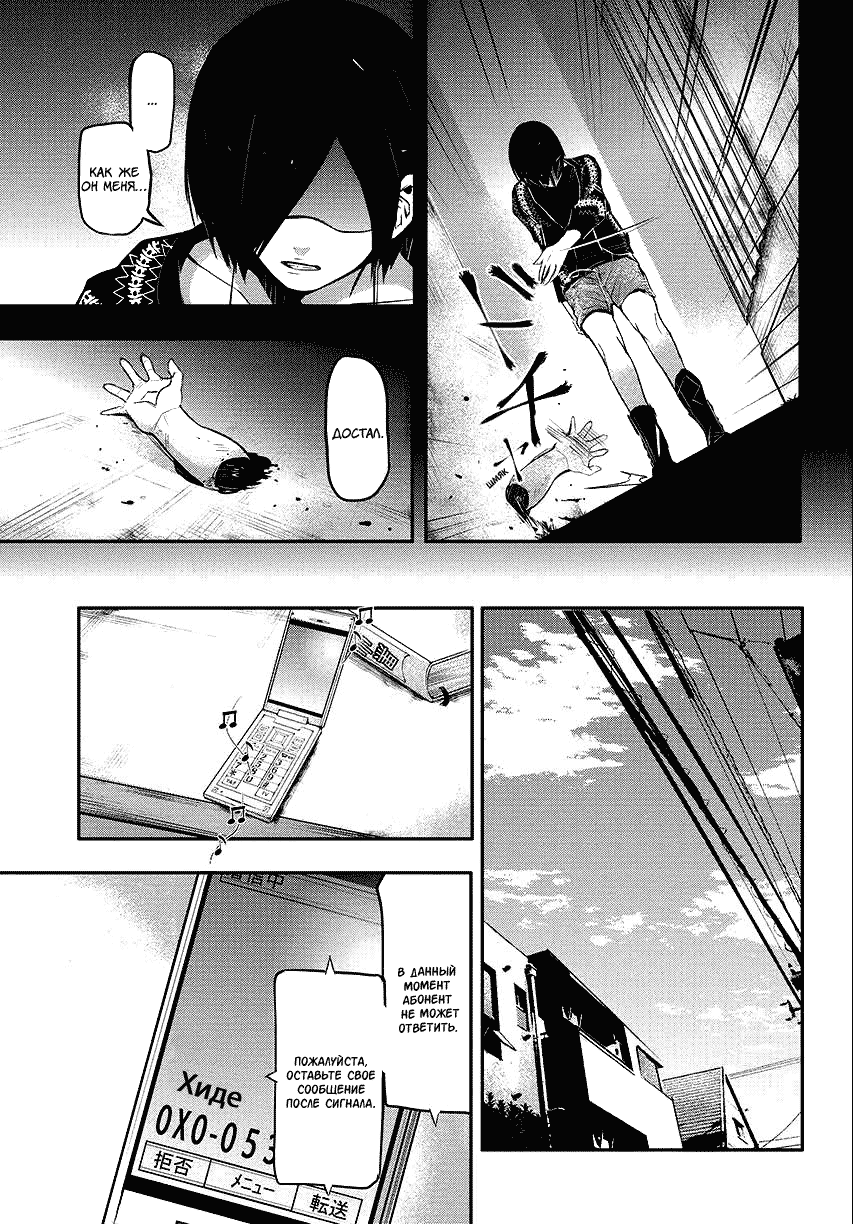 ...
КАК ЖЕ
ОН МЕНЯ...
ШМЯК
ДОСТАЛ.
В ДАННЫЙ
МОМЕНТ
АБОНЕНТ
НЕ МОЖЕТ
ОТВЕТИТЬ.
ПОЖАЛУЙСТА,
ОСТАВЬТЕ СВОЕ
СООБЩЕНИЕ
ПОСЛЕ СИГНАЛА.
Хиде
0X0-053
拒否
メニュー
転送